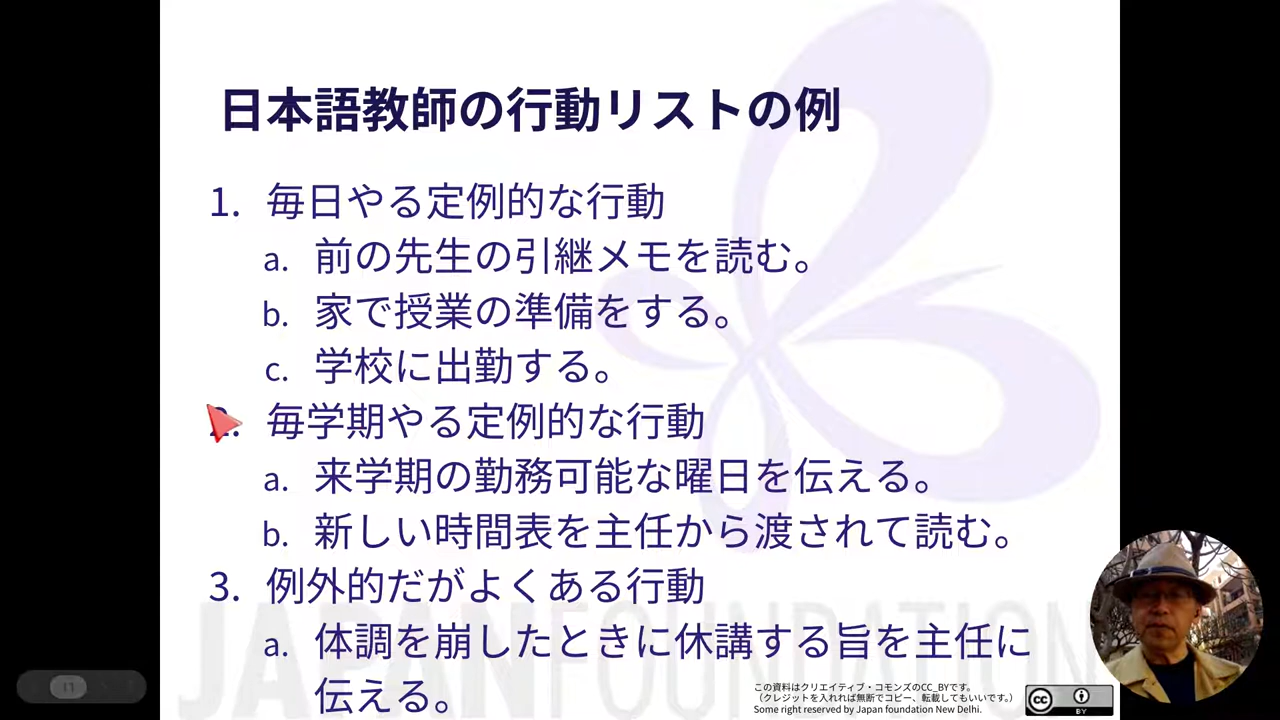 日本語教師の行動リストの例
1. 毎日やる定例的な行動
a. 前の先生の引継メモを読む。
b. 家で授業の準備をする。
c. 学校に出勤する。
2. 毎学期やる定例的な行動
a. 来学期の勤務可能な曜日を伝える。
b. 新しい時間表を主任から渡されて読む。
3. 例外的だがよくある行動
a. 体調を崩したときに休講する旨を主任に
伝える。
この資料はクリエイティブ・コモンズのCC_BYです。
（クレジットを入れれば無断でコピー、転載してもいいです。）
Some right reserved by Japan foundation New Delhi.
cc
BY
JAPANFOUNDATION